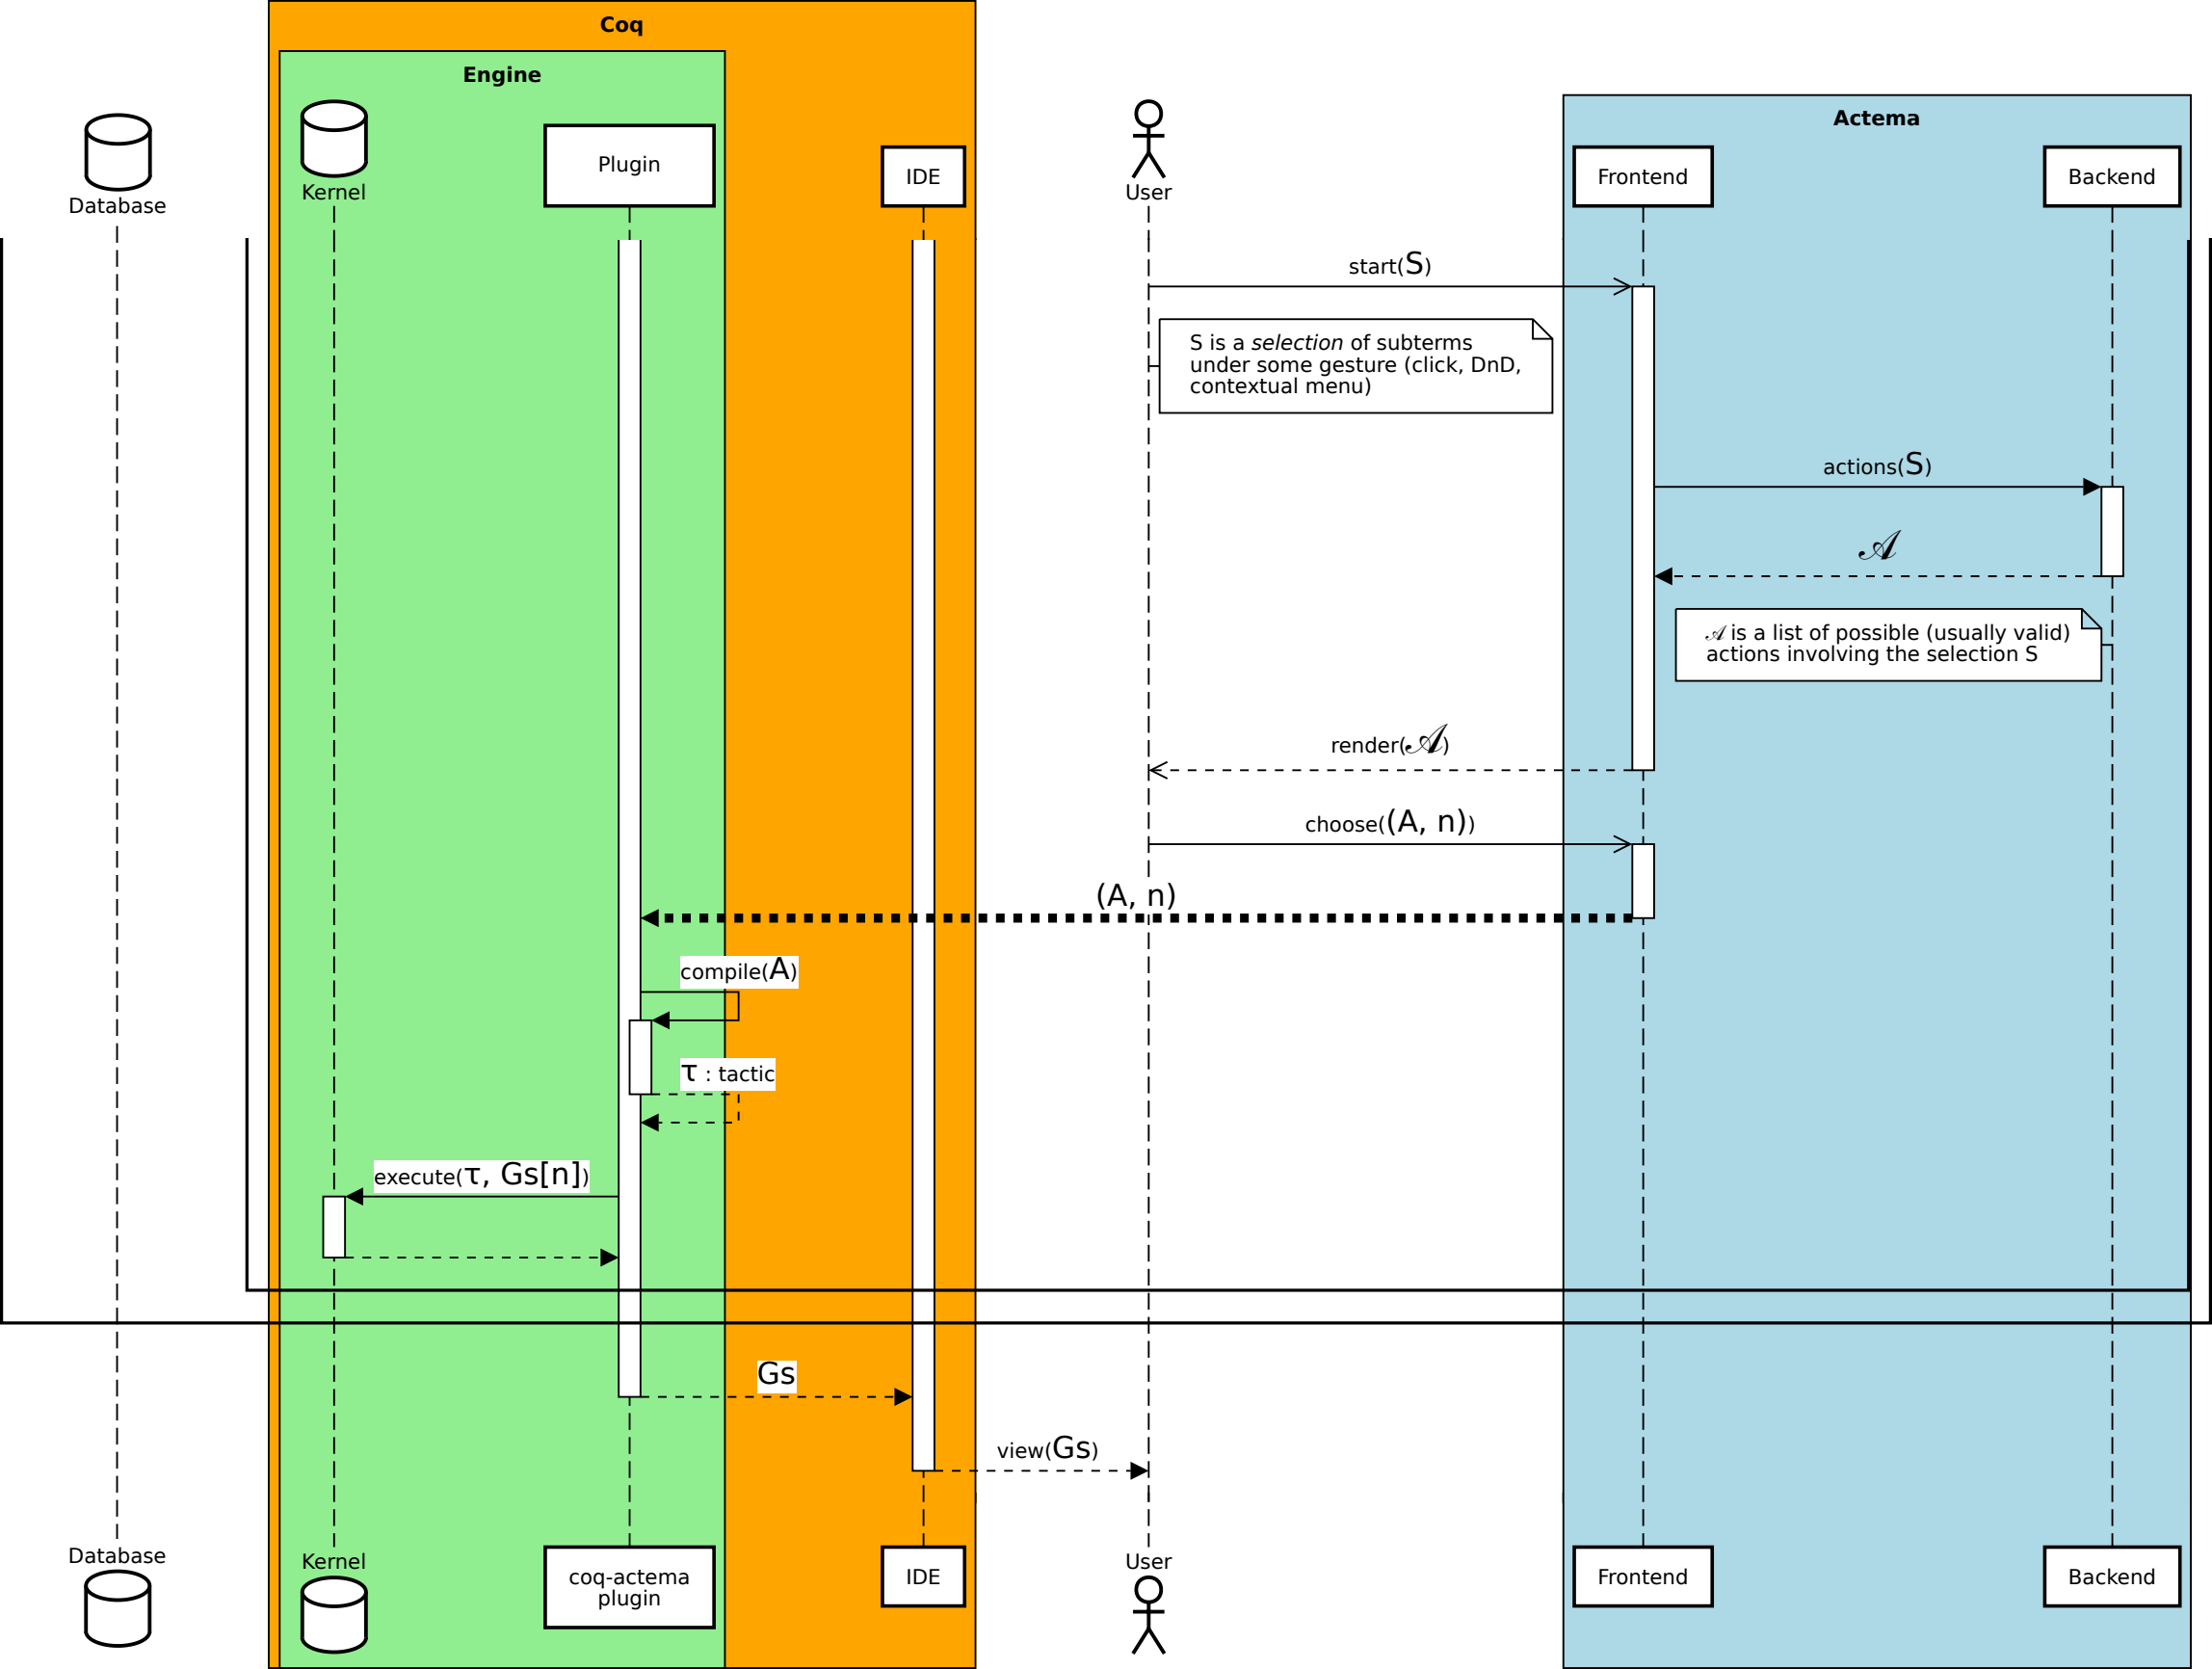 Coq
Engine
Actema
Database
Kernel
Plugin
IDE
User
Frontend
Backend
start(S)
S is a selection of subterms
under some gesture (click, DnD,
contextual menu)
actions(S)
𝒜
𝒜 is a list of possible (usually valid)
actions involving the selection S
render(𝒜)
choose((A, n))
(A, n)
compile(A)
τ : tactic
execute(τ, Gs[n])
Gs
view(Gs)
Database
Kernel
coq-actema
plugin
IDE
User
Frontend
Backend